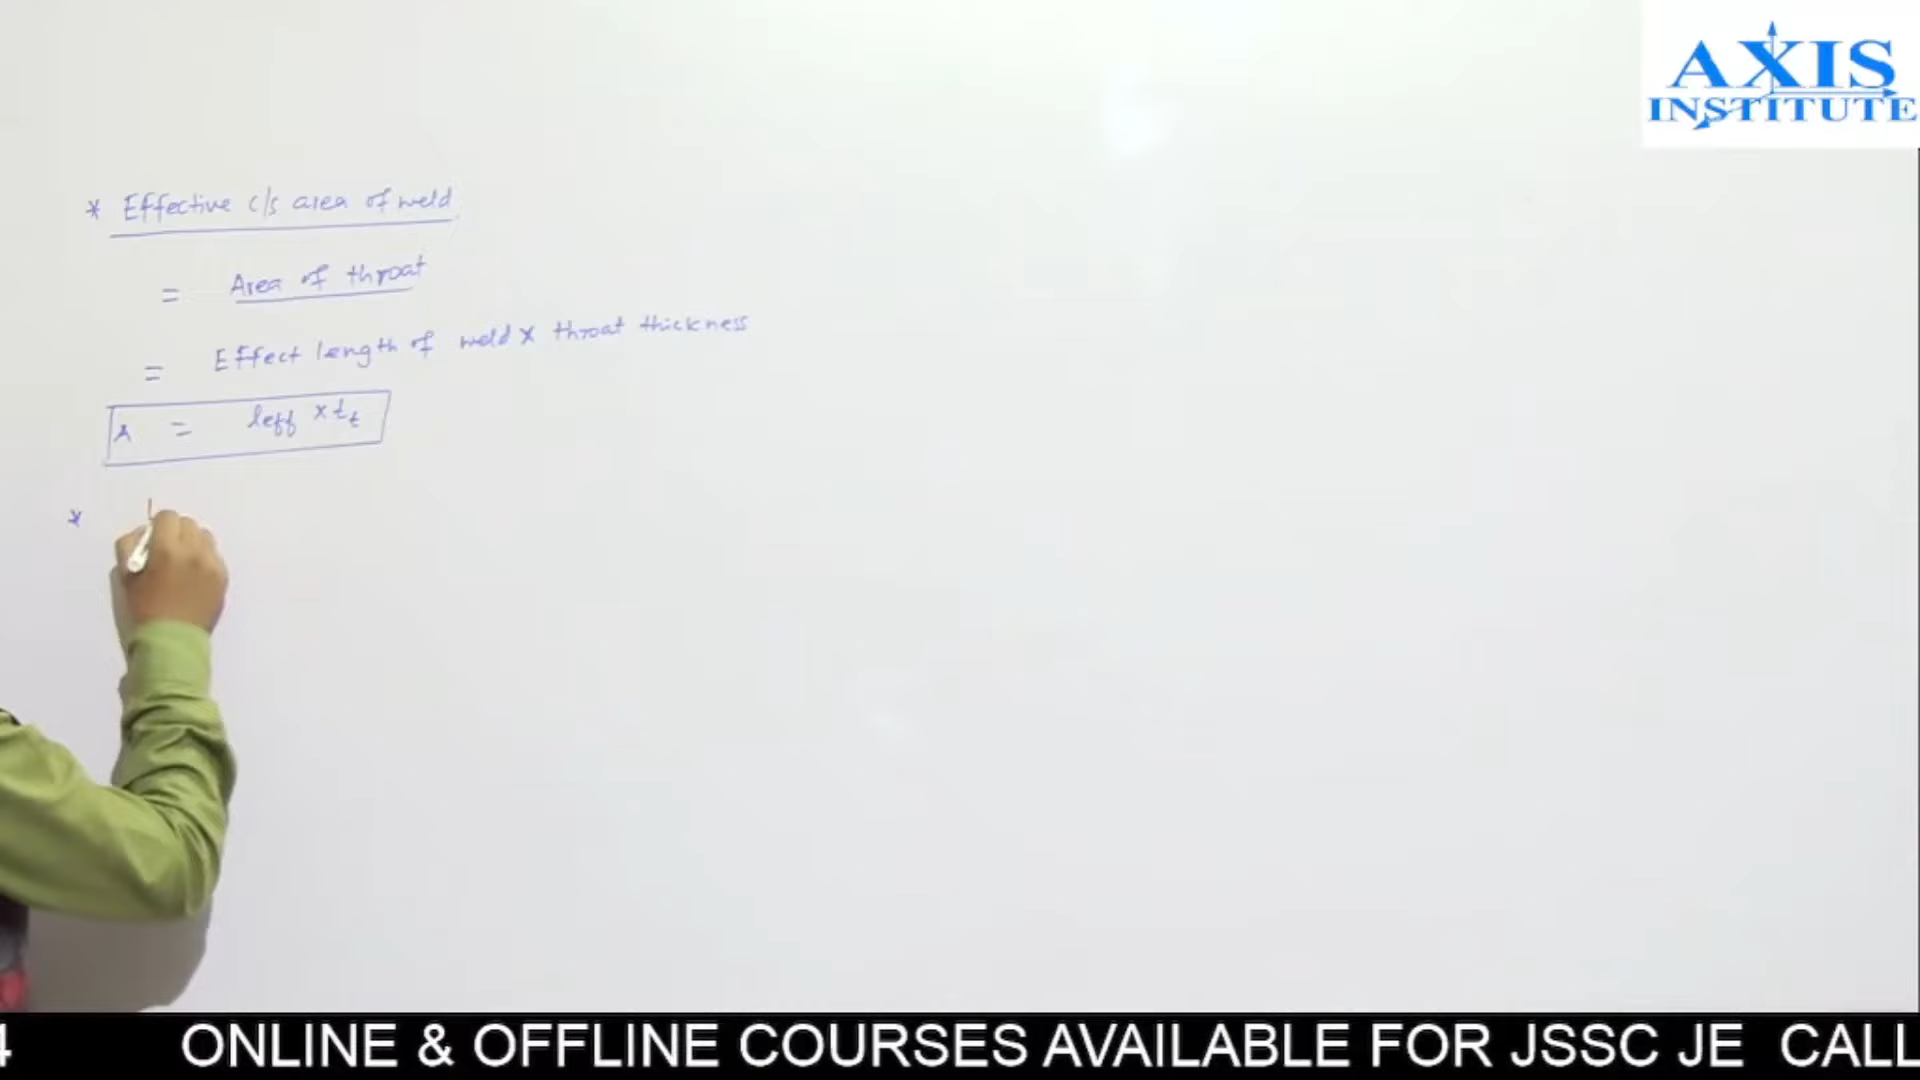 AXIS
INSTITUTE
* Effective c/s area of weld
= Area of throat
= Effect length of weld x throat thickness
= leff x tt
*
4 ONLINE & OFFLINE COURSES AVAILABLE FOR JSSC JE CALL